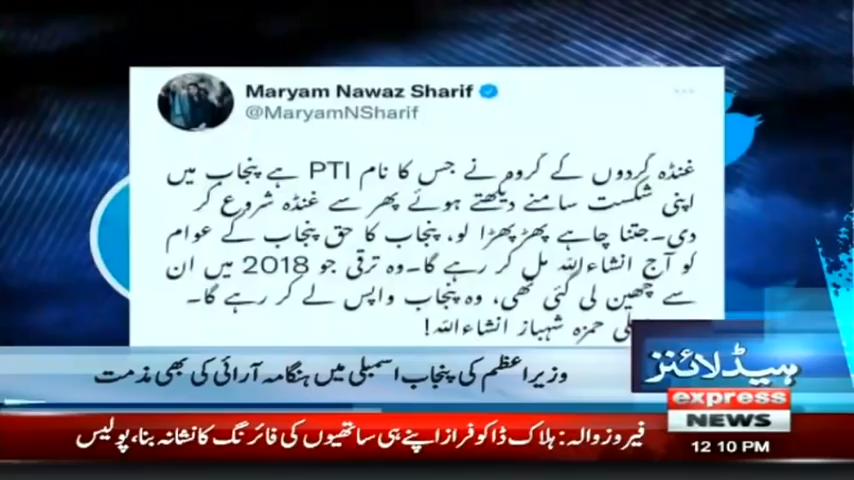 Maryam Nawaz Sharif
@MaryamNSharif
غنڈہ گردوں کے گروہ نے جس کا نام PTI ہے پنجاب میں
اپنی شکست سامنے دیکھتے ہوئے پھر سے غنڈہ شروع کر
دی۔جتنا چاہے پھڑپھڑا لو، پنجاب کا حق پنجاب کے عوام
کو آج انشاءاللہ مل کر رہے گا۔وہ ترقی جو 2018 میں ان
سے چھین لی گئی تھی، وہ پنجاب واپس لے کر رہے گا۔
حمزہ شہباز انشاءاللہ!
وزیراعظم کی پنجاب اسمبلی میں ہنگامہ آرائی کی بھی مذمت
ہیڈلائنز
express
NEWS
فیروزوالہ: ہلاک ڈاکو فراز اپنے ہی ساتھیوں کی فائرنگ کا نشانہ بنا، پولیس
12 10 PM